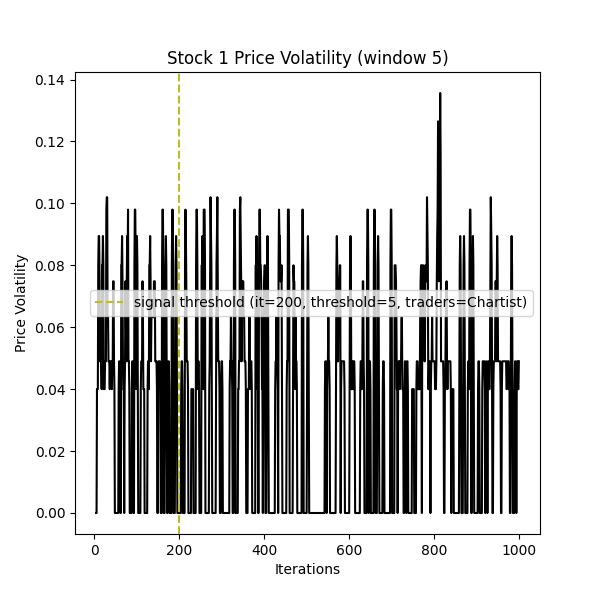 Stock 1 Price Volatility (window 5)
0.14
0.12
0.10
0.08
0.06
0.04
0.02
0.00
Price Volatility
signal threshold (it=200, threshold=5, traders=Chartist)
0 200 400 600 800 1000
Iterations